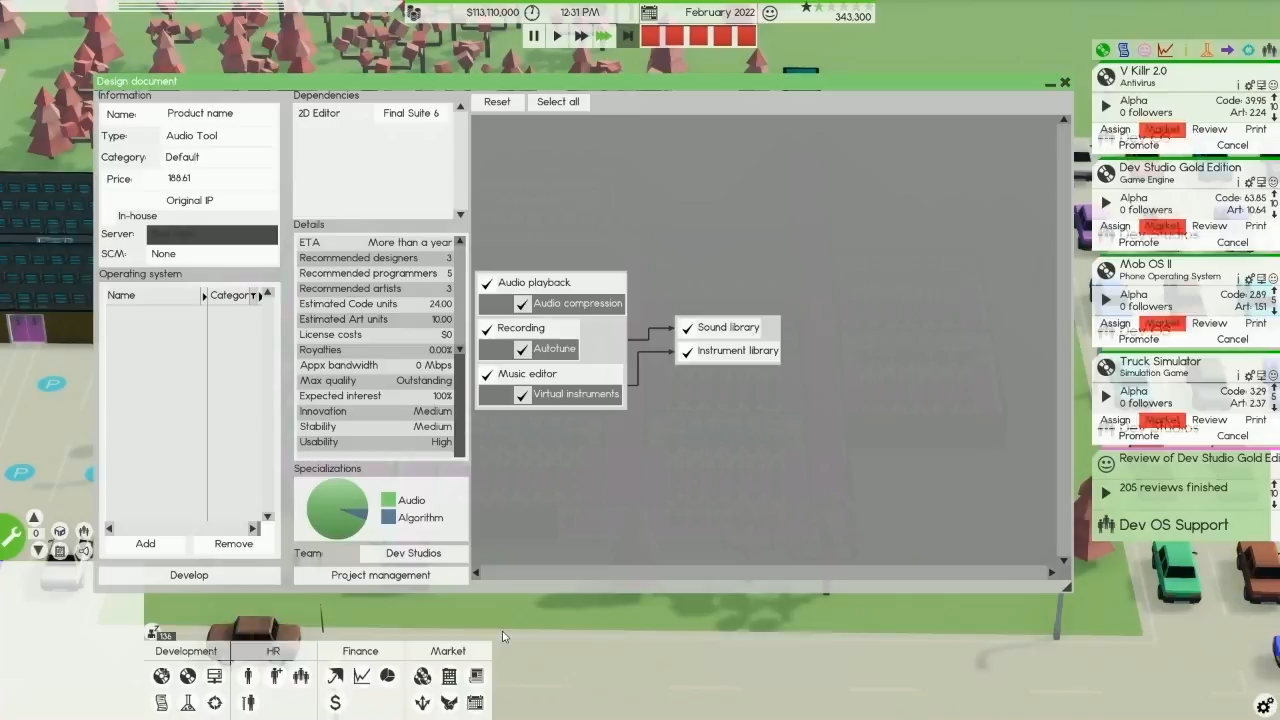 $113,110,000
12:31 PM
February 2022
343,300
Design document
Information
Name: Product name
Type: Audio Tool
Category: Default
Price: 188.61
Original IP
In-house
Server:
SCM: None
Operating system
Name Categor
Add Remove
Develop
Dependencies
2D Editor Final Suite 6
Details
ETA More than a year
Recommended designers 3
Recommended programmers 5
Recommended artists 3
Estimated Code units 24.00
Estimated Art units 10.00
License costs $0
Royalties 0.00%
Appx bandwidth 0 Mbps
Max quality Outstanding
Expected interest 100%
Innovation Medium
Stability Medium
Usability High
Specializations
Audio
Algorithm
Team: Dev Studios
Project management
Reset Select all
Audio playback
Audio compression
Recording
Autotune
Music editor
Virtual instruments
Sound library
Instrument library
V Killr 2.0
Antivirus
Alpha Code: 39.95
0 followers Art: 2.24
Assign Market Review Print
Promote Cancel
Dev Studio Gold Edition
Game Engine
Alpha Code: 63.85
0 followers Art: 10.64
Assign Market Review Print
Promote Cancel
Mob OS II
Phone Operating System
Alpha Code: 2.89
0 followers Art: 1.51
Assign Market Review Print
Promote Cancel
Truck Simulator
Simulation Game
Alpha Code: 3.29
0 followers Art: 2.37
Assign Market Review Print
Promote Cancel
Review of Dev Studio Gold Edi
205 reviews finished
Dev OS Support
0
136
Development HR Finance Market